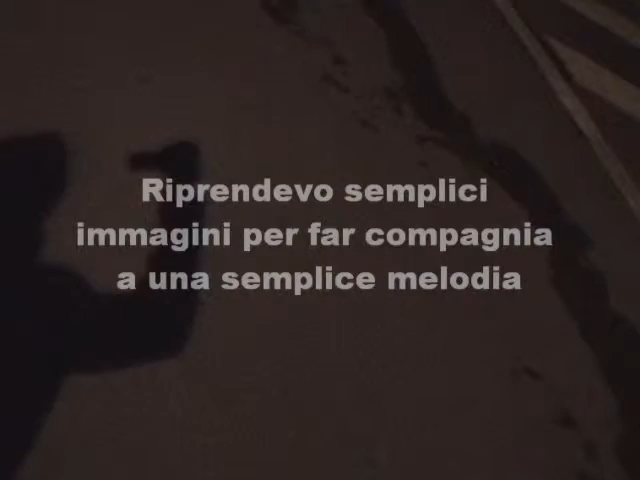 Riprendevo semplici
immagini per far compagnia
a una semplice melodia